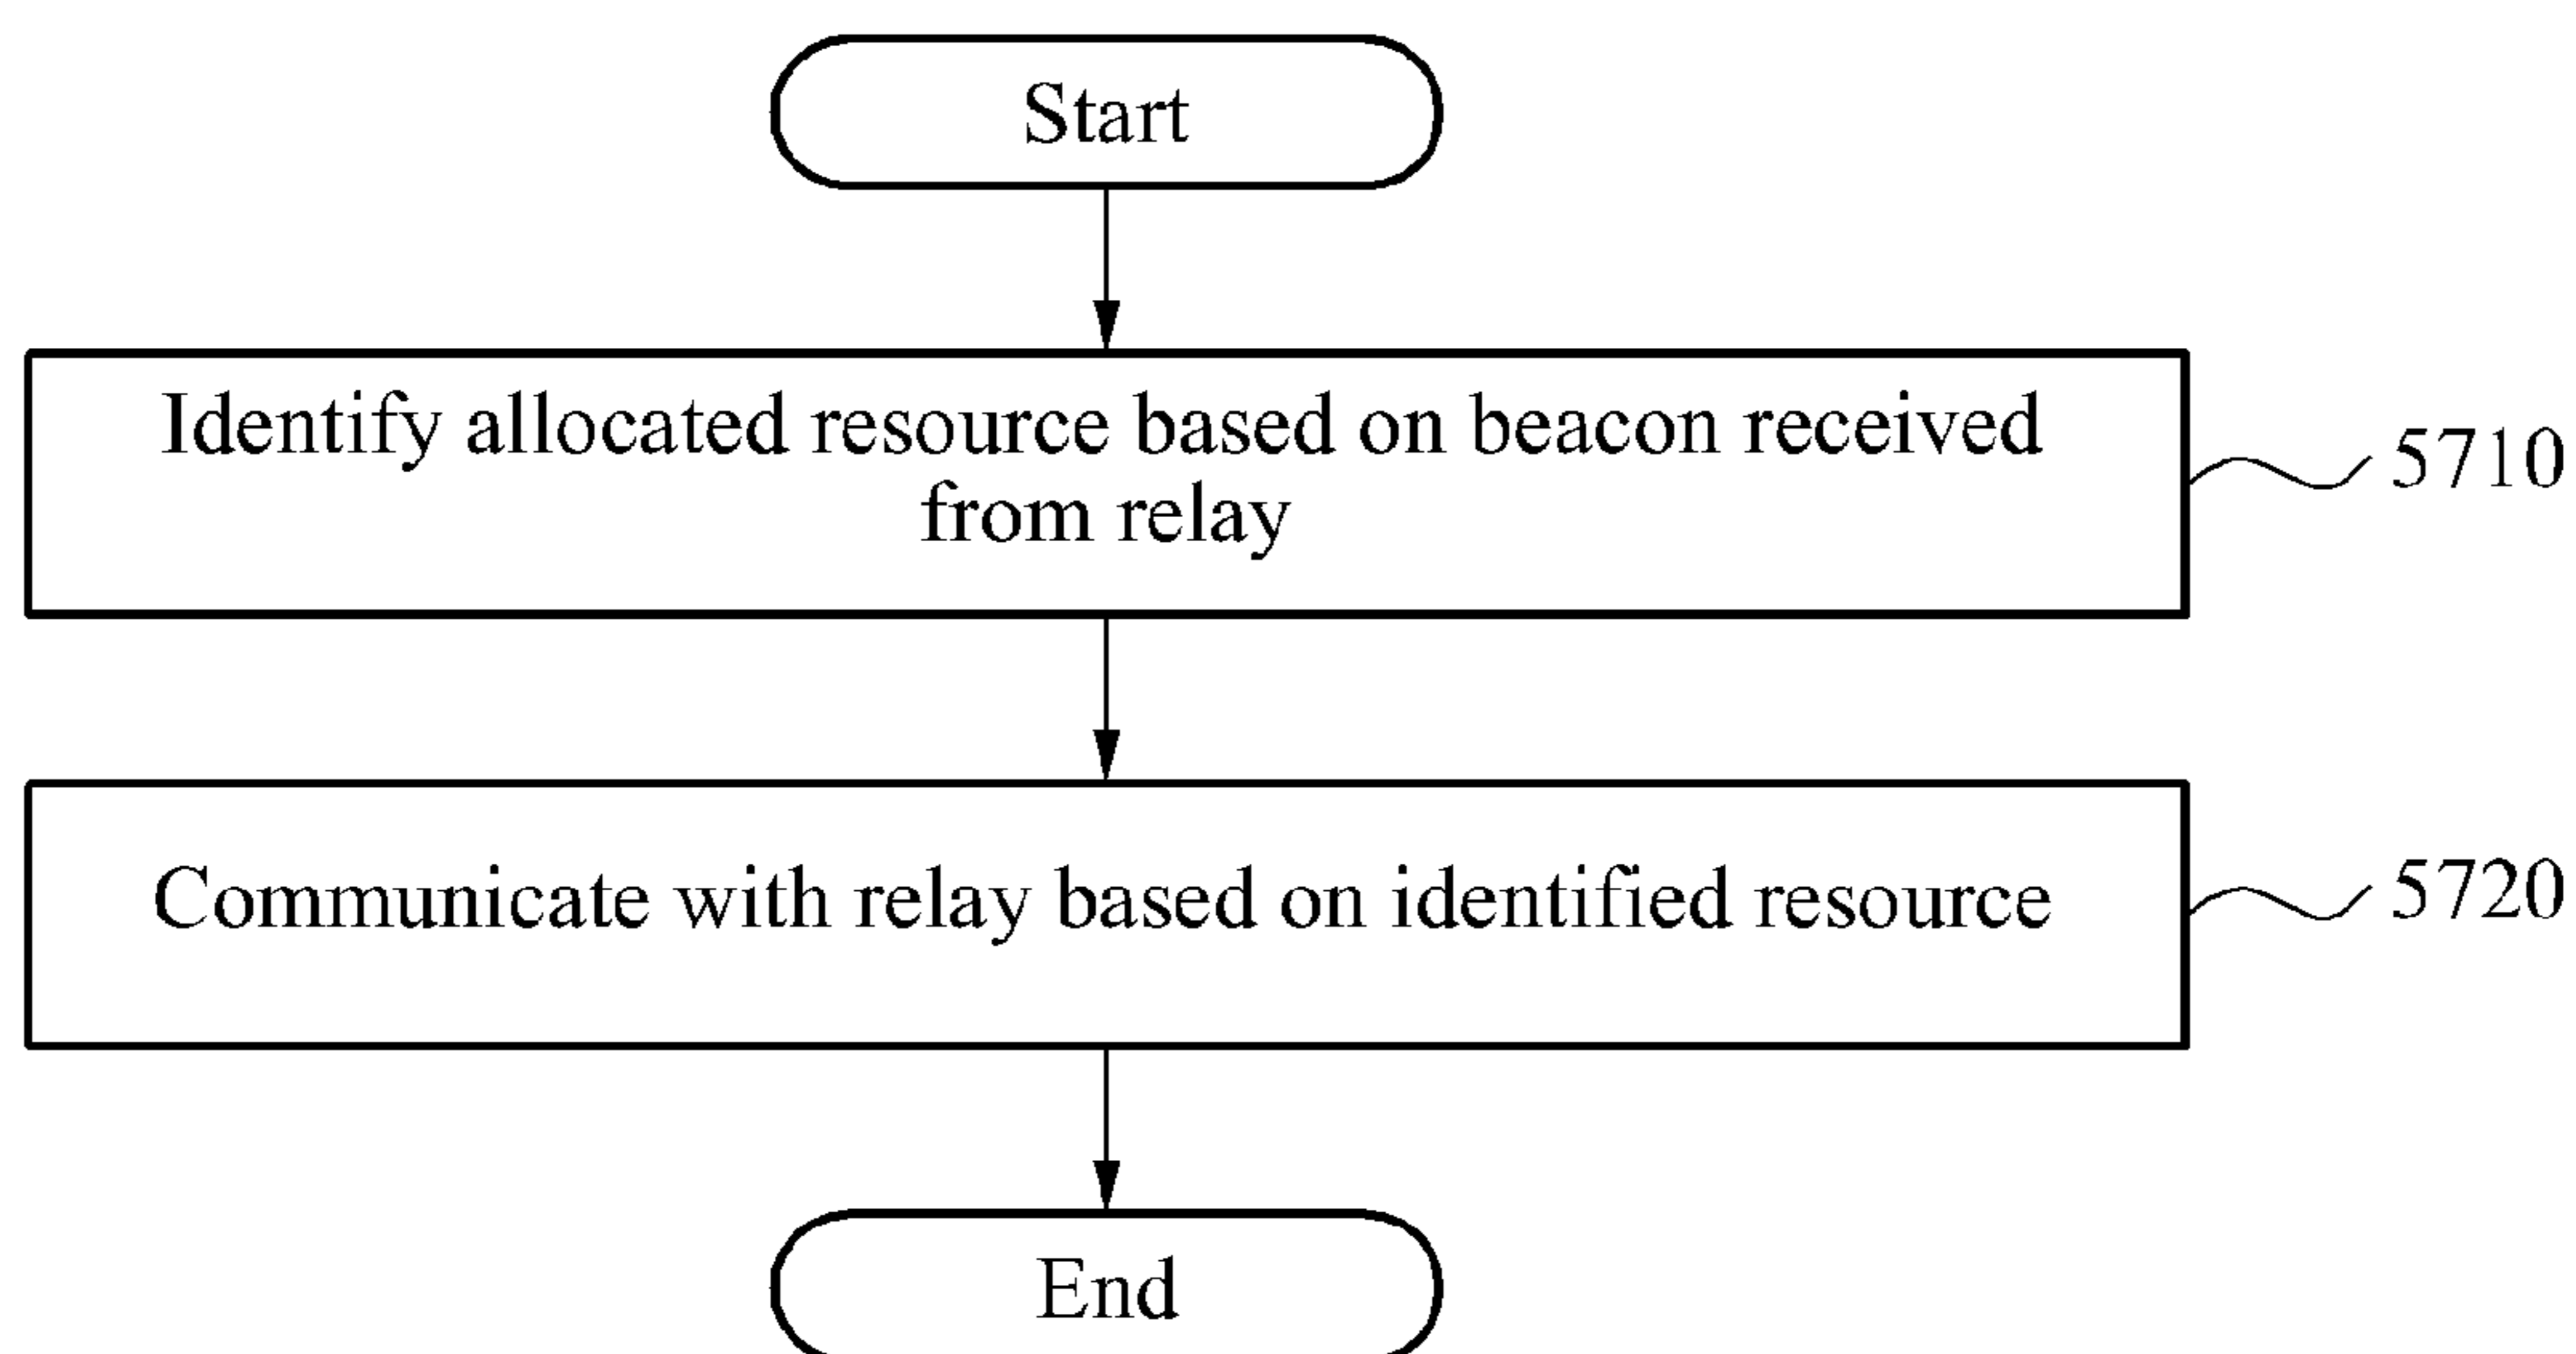 Start
Identify allocated resource based on beacon received
from relay
5710
Communicate with relay based on identified resource
5720
End